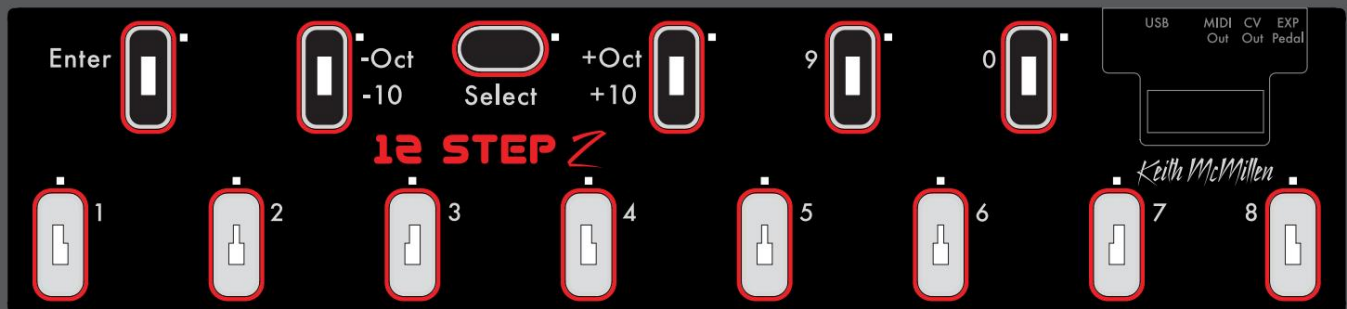 USB MIDI CV EXP
Out Out Pedal
Enter -Oct +Oct 9 0
-10 Select +10
12 STEP 2
Keith McMillen
1 2 3 4 5 6 7 8